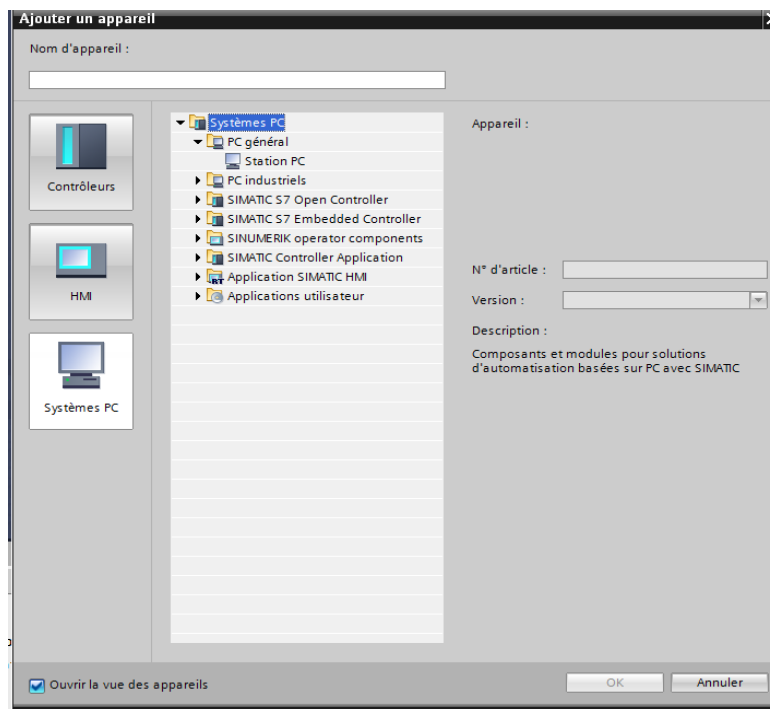 Ajouter un appareil
Nom d'appareil :
Contrôleurs
HMI
Systèmes PC
Systèmes PC
PC général
Station PC
PC industriels
SIMATIC S7 Open Controller
SIMATIC S7 Embedded Controller
SINUMERIK operator components
SIMATIC Controller Application
Application SIMATIC HMI
Applications utilisateur
Appareil :
N° d'article :
Version :
Description :
Composants et modules pour solutions
d'automatisation basées sur PC avec SIMATIC
Ouvrir la vue des appareils
OK
Annuler